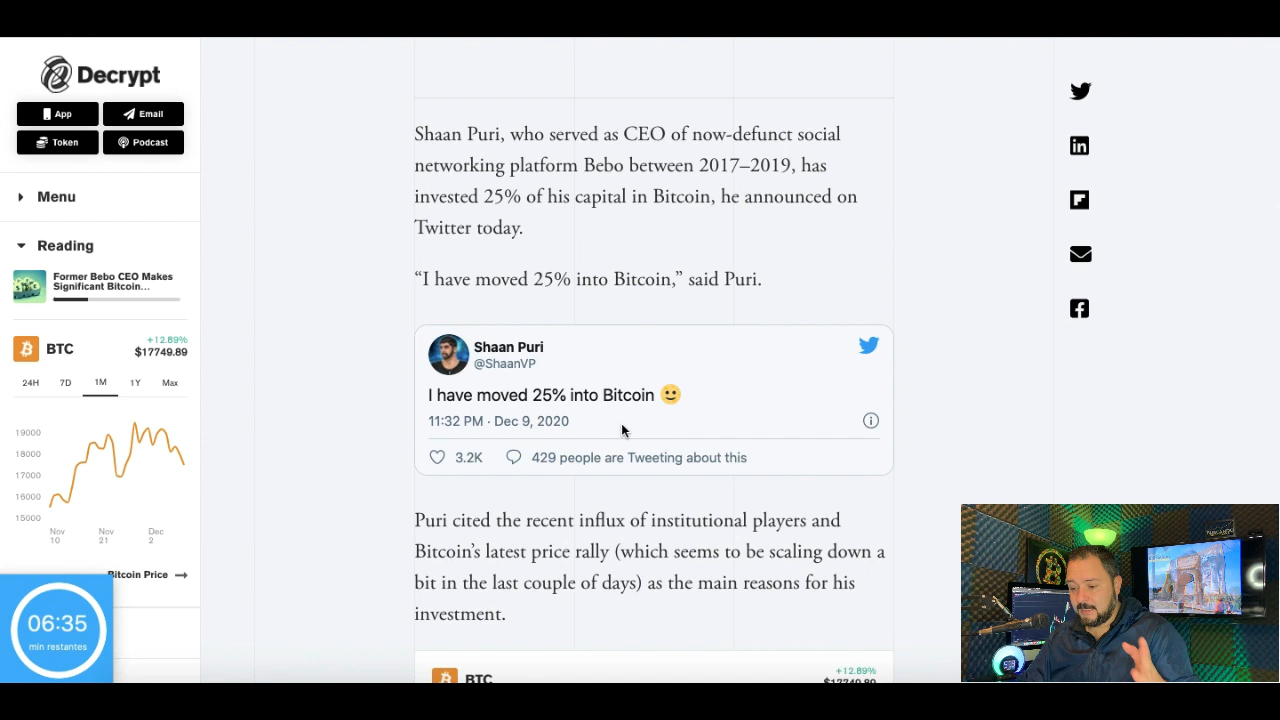 Decrypt
App
Email
Token
Podcast
Menu
Reading
Former Bebo CEO Makes
Significant Bitcoin...
BTC
+12.89%
$17749.89
24H
7D
1M
1Y
Max
19000
18000
17000
16000
15000
Nov
10
Nov
21
Dec
2
Bitcoin Price
06:35
min restantes
Shaan Puri, who served as CEO of now-defunct social
networking platform Bebo between 2017–2019, has
invested 25% of his capital in Bitcoin, he announced on
Twitter today.
“I have moved 25% into Bitcoin,” said Puri.
Shaan Puri
@ShaanVP
I have moved 25% into Bitcoin 🙂
11:32 PM · Dec 9, 2020
3.2K
429 people are Tweeting about this
Puri cited the recent influx of institutional players and
Bitcoin’s latest price rally (which seems to be scaling down a
bit in the last couple of days) as the main reasons for his
investment.
BTC
+12.89%
$17749.89